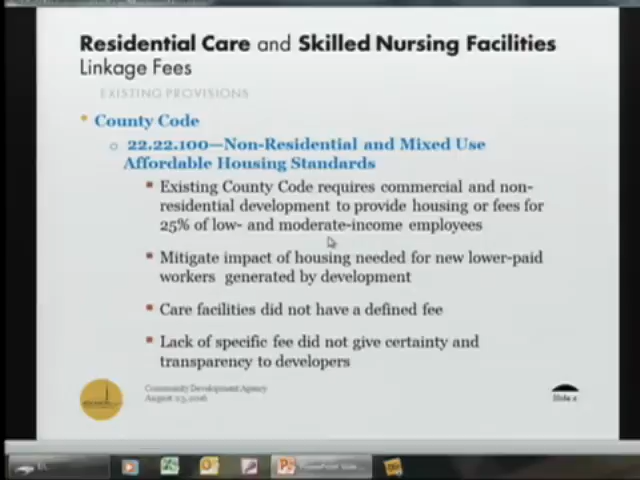 Residential Care and Skilled Nursing Facilities
Linkage Fees
EXISTING PROVISIONS
County Code
22.22.100—Non-Residential and Mixed Use
Affordable Housing Standards
Existing County Code requires commercial and non-
residential development to provide housing or fees for
25% of low- and moderate-income employees
Mitigate impact of housing needed for new lower-paid
workers generated by development
Care facilities did not have a defined fee
Lack of specific fee did not give certainty and
transparency to developers
Community Development Agency
August 23, 2016
Slide 2